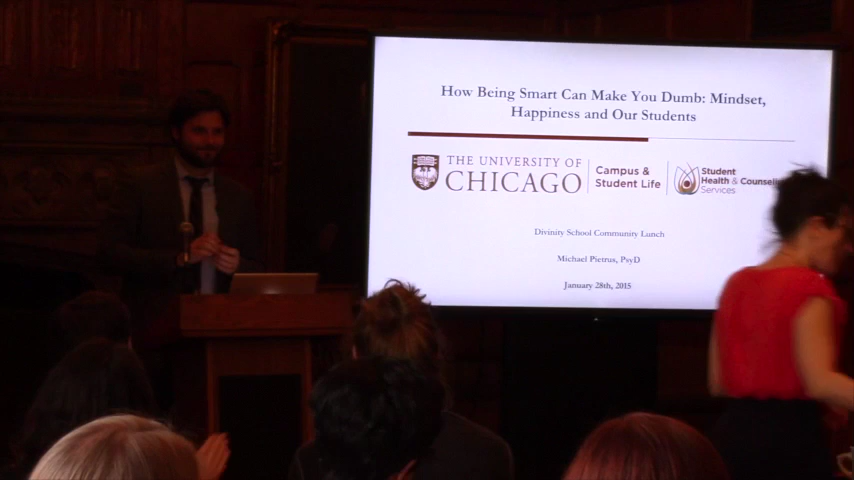 How Being Smart Can Make You Dumb: Mindset,
Happiness and Our Students
THE UNIVERSITY OF
CHICAGO
Campus &
Student Life
Student
Health & Counseli
Services
Divinity School Community Lunch
Michael Pietrus, PsyD
January 28th, 2015